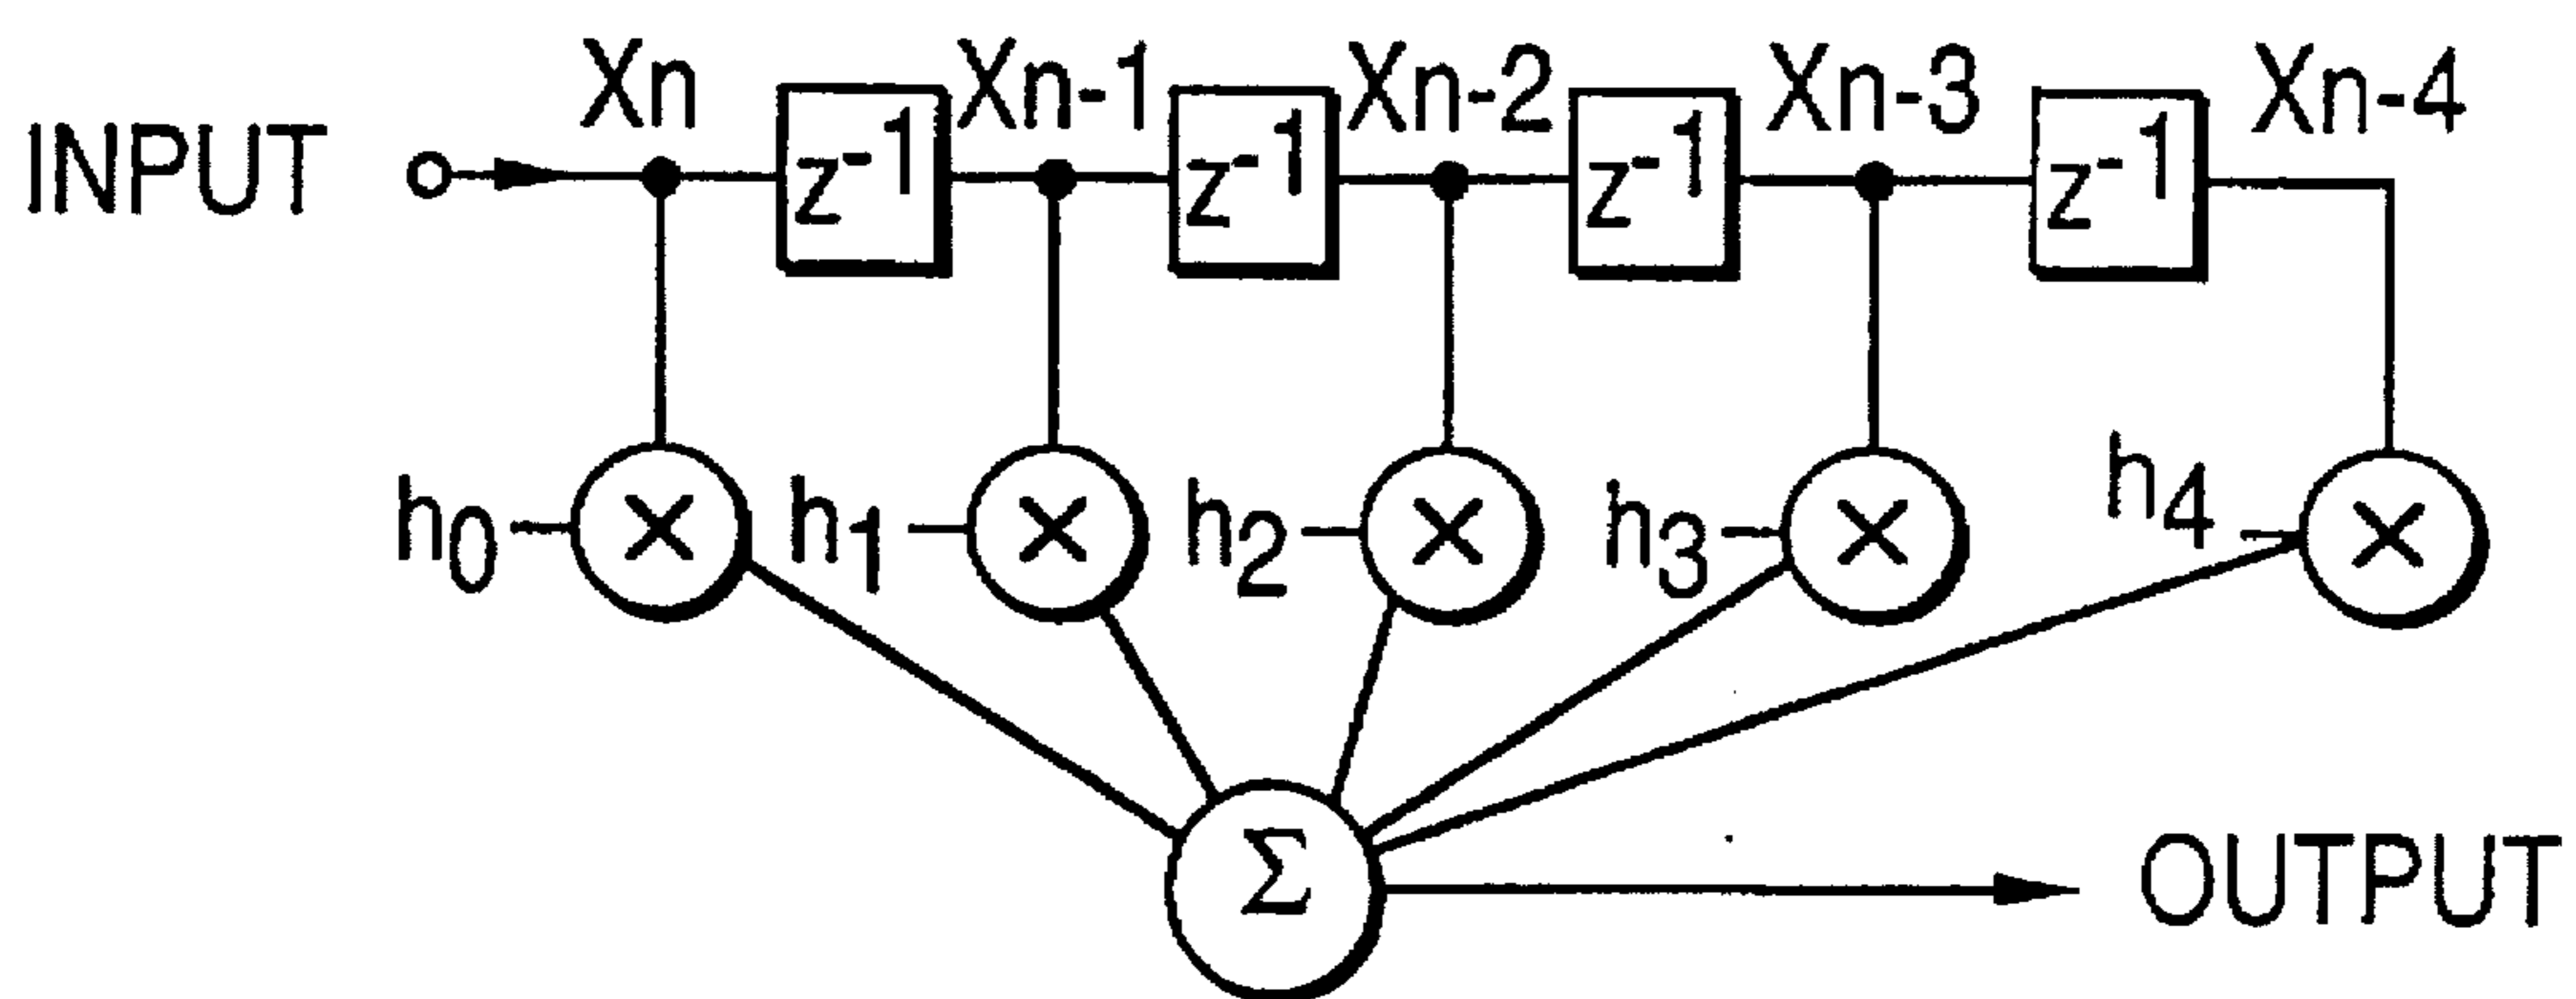 Xn Xn-1 Xn-2 Xn-3 Xn-4
INPUT z⁻¹ z⁻¹ z⁻¹ z⁻¹
h₀ × h₁ × h₂ × h₃ × h₄ ×
Σ
OUTPUT